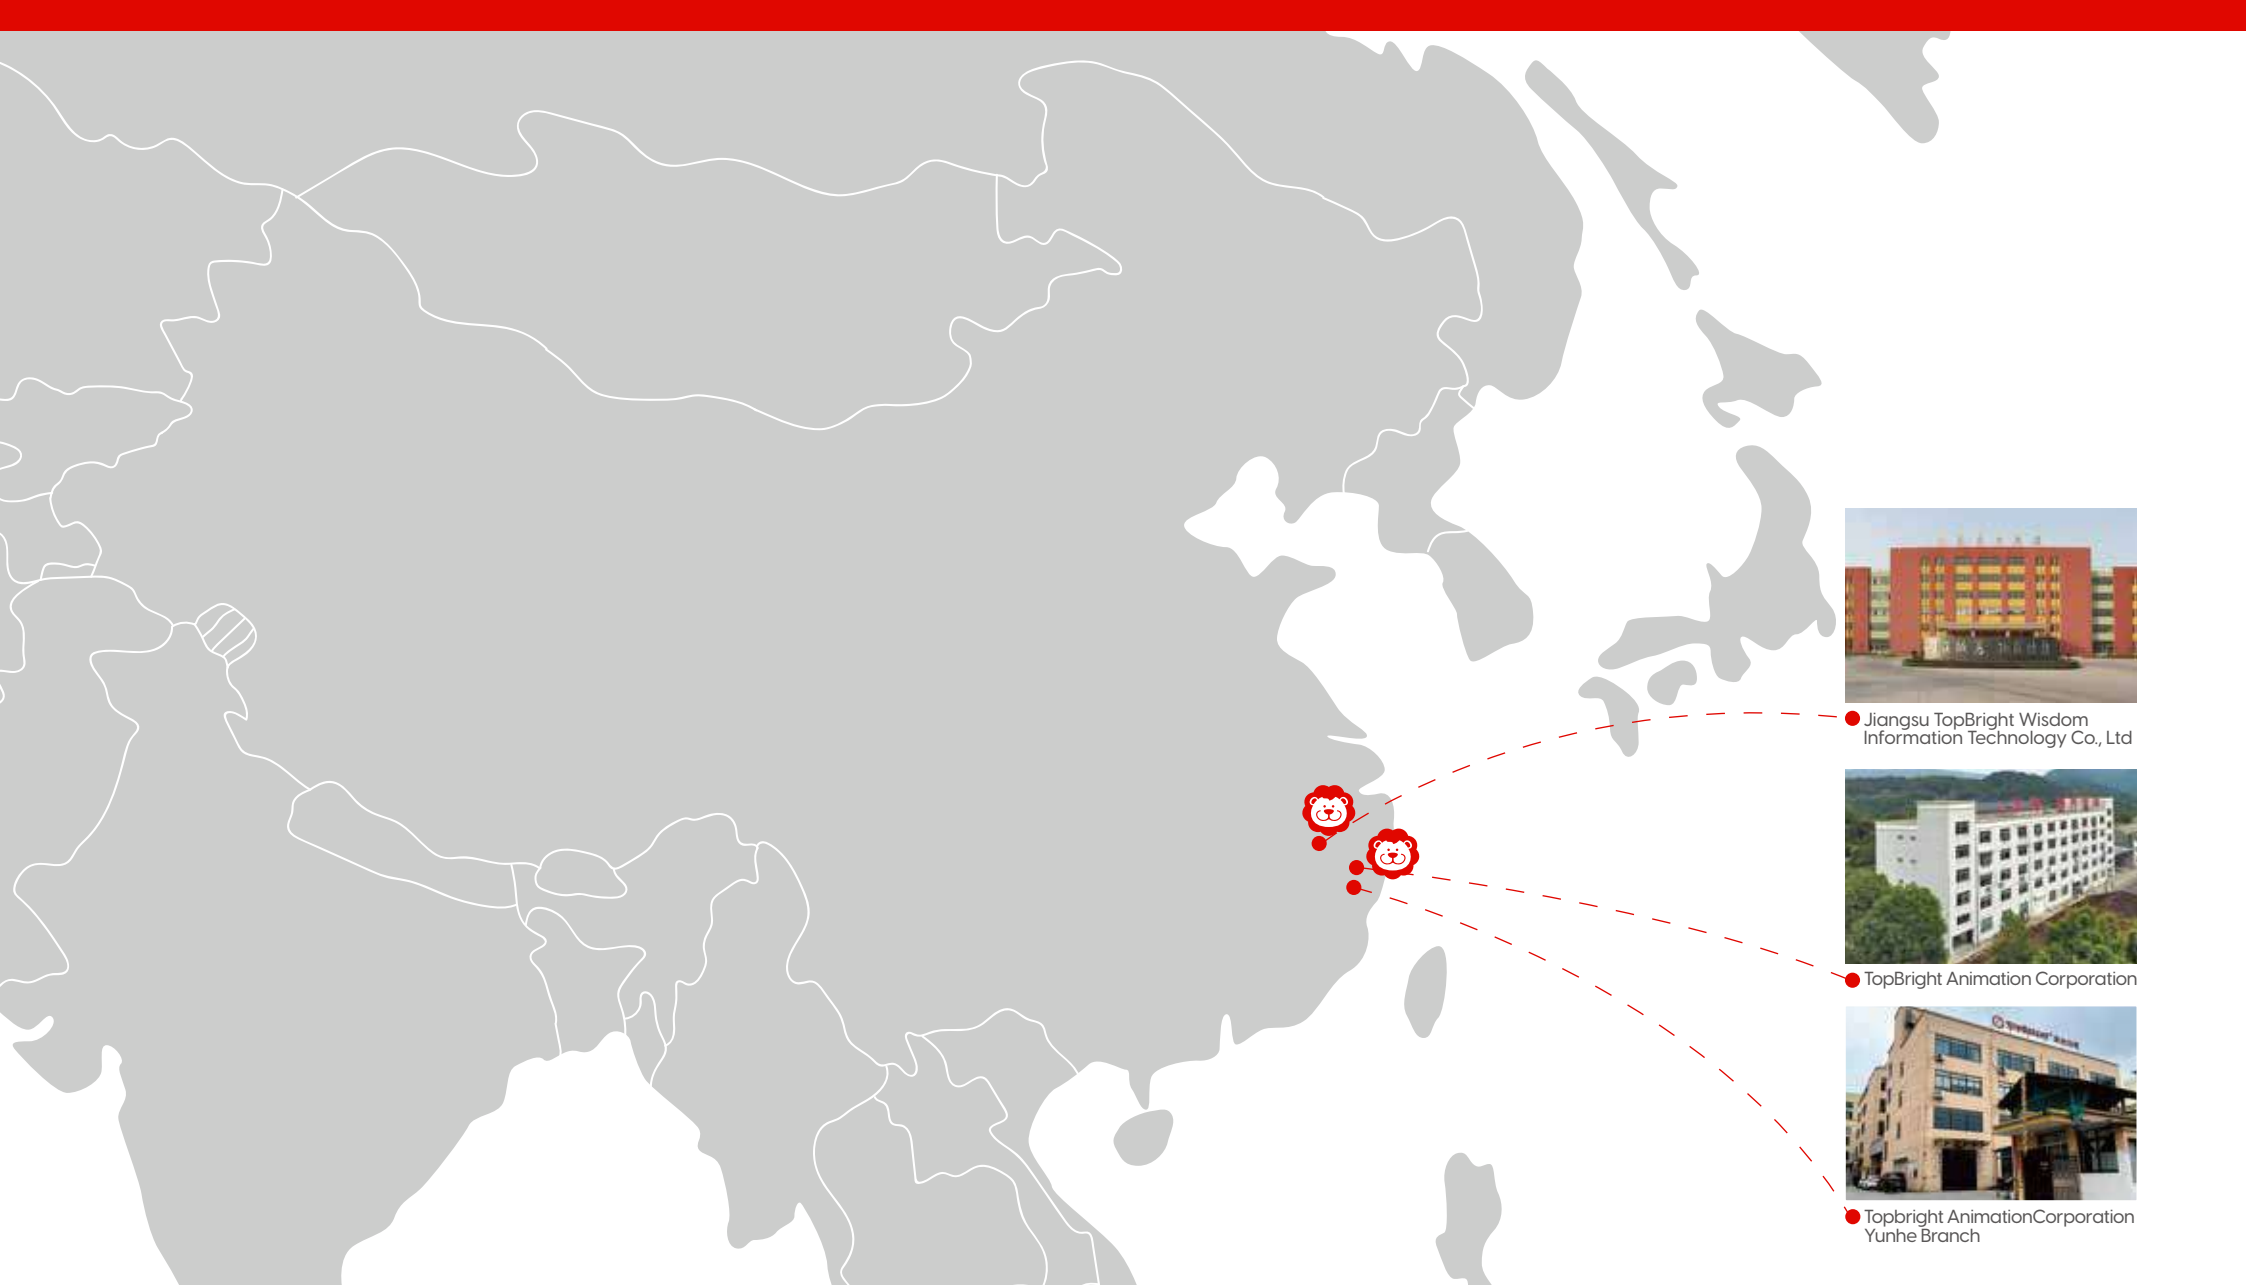 Jiangsu TopBright Wisdom
Information Technology Co., Ltd
TopBright Animation Corporation
Topbright AnimationCorporation
Yunhe Branch